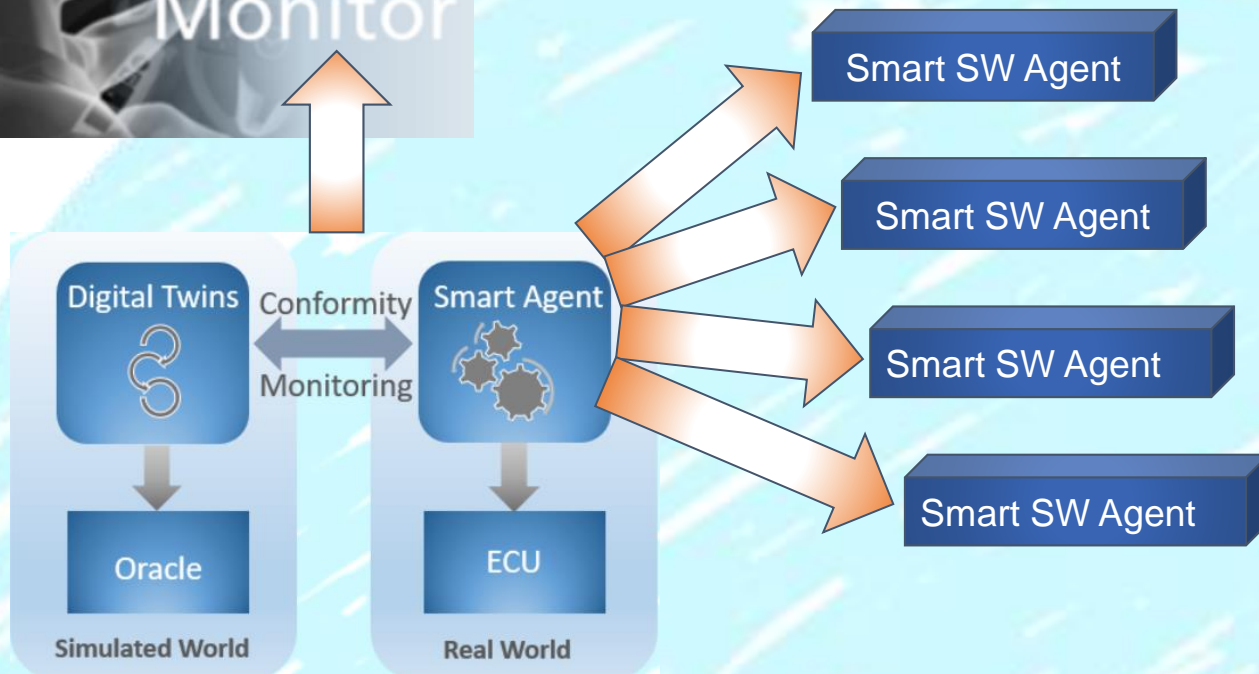 Monitor
Smart SW Agent
Smart SW Agent
Smart SW Agent
Smart SW Agent
Digital Twins
Conformity
Monitoring
Smart Agent
Oracle
ECU
Simulated World
Real World